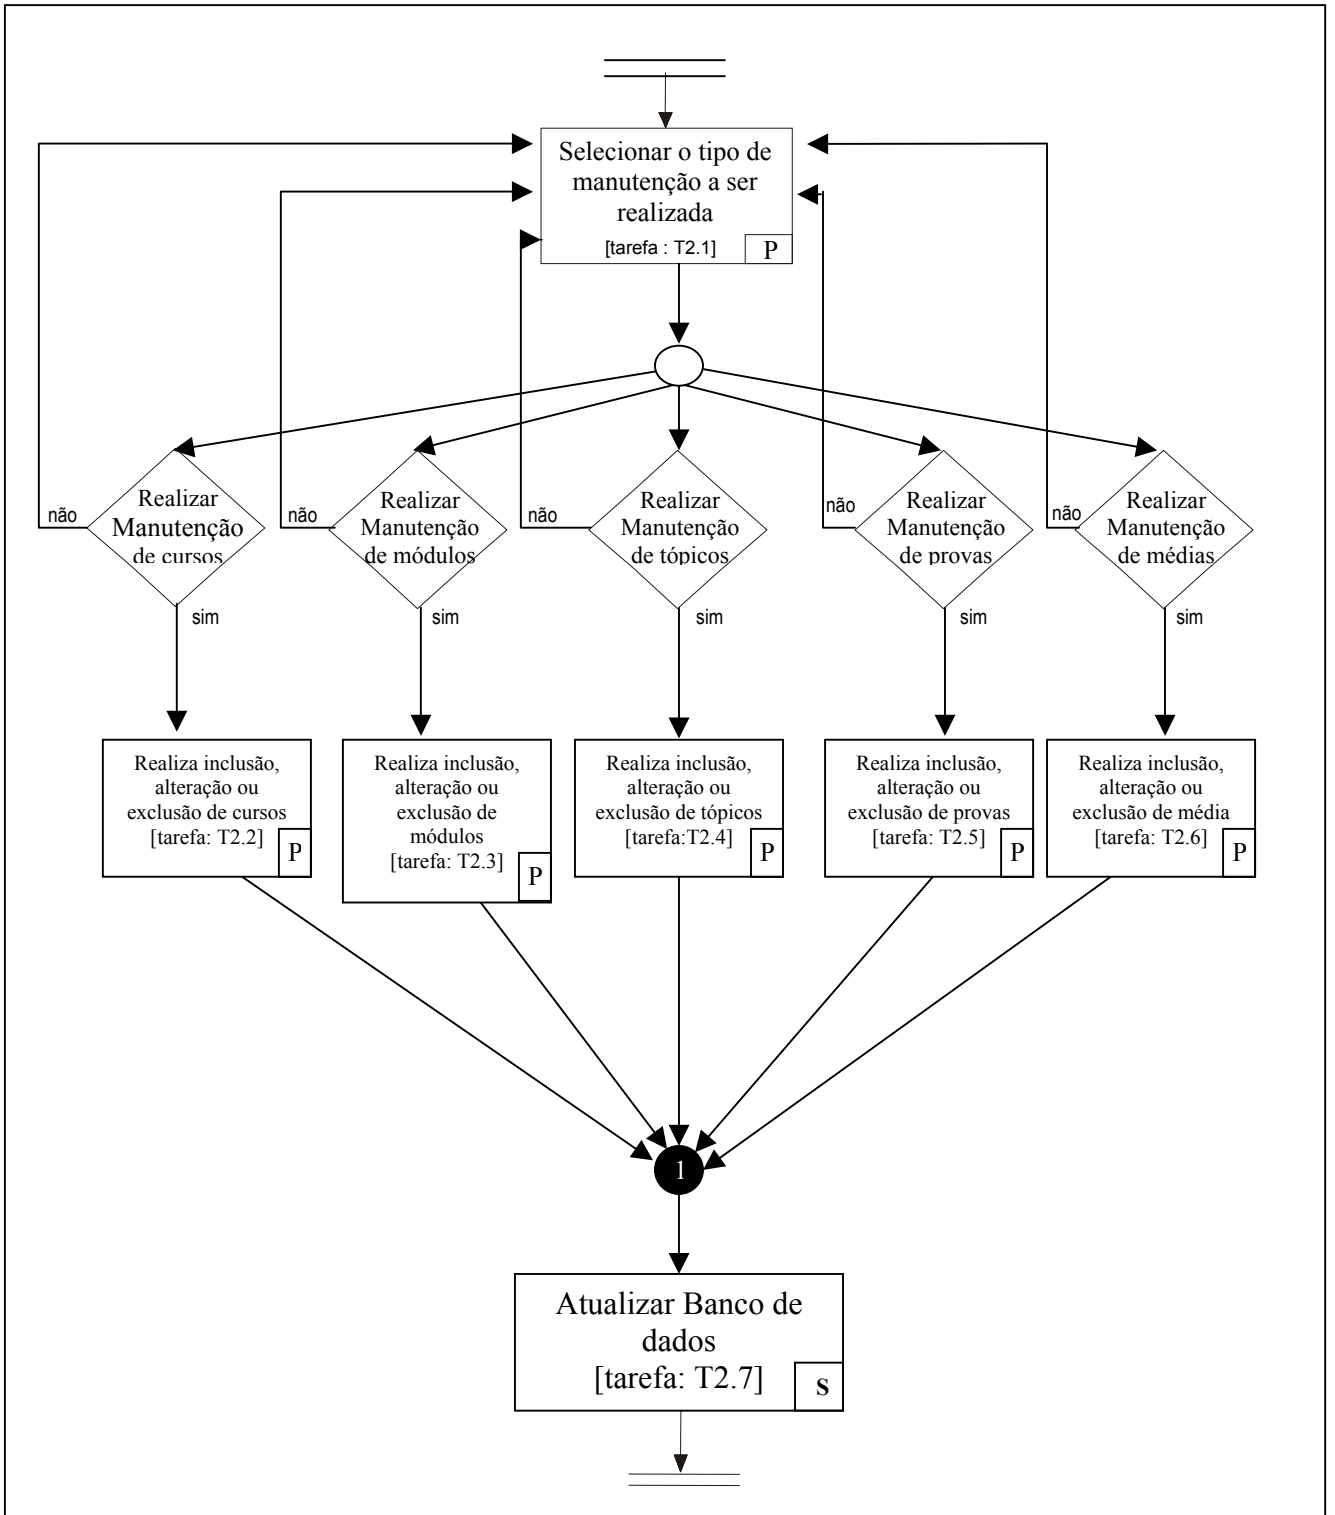 Selecionar o tipo de
manutenção a ser
realizada
[tarefa : T2.1]
P
não
Realizar
Manutenção
de cursos
sim
não
Realizar
Manutenção
de módulos
sim
não
Realizar
Manutenção
de tópicos
sim
não
Realizar
Manutenção
de provas
sim
não
Realizar
Manutenção
de médias
sim
Realiza inclusão,
alteração ou
exclusão de cursos
[tarefa: T2.2]
P
Realiza inclusão,
alteração ou
exclusão de
módulos
[tarefa: T2.3]
P
Realiza inclusão,
alteração ou
exclusão de tópicos
[tarefa:T2.4]
P
Realiza inclusão,
alteração ou
exclusão de provas
[tarefa: T2.5]
P
Realiza inclusão,
alteração ou
exclusão de média
[tarefa: T2.6]
P
1
Atualizar Banco de
dados
[tarefa: T2.7]
S